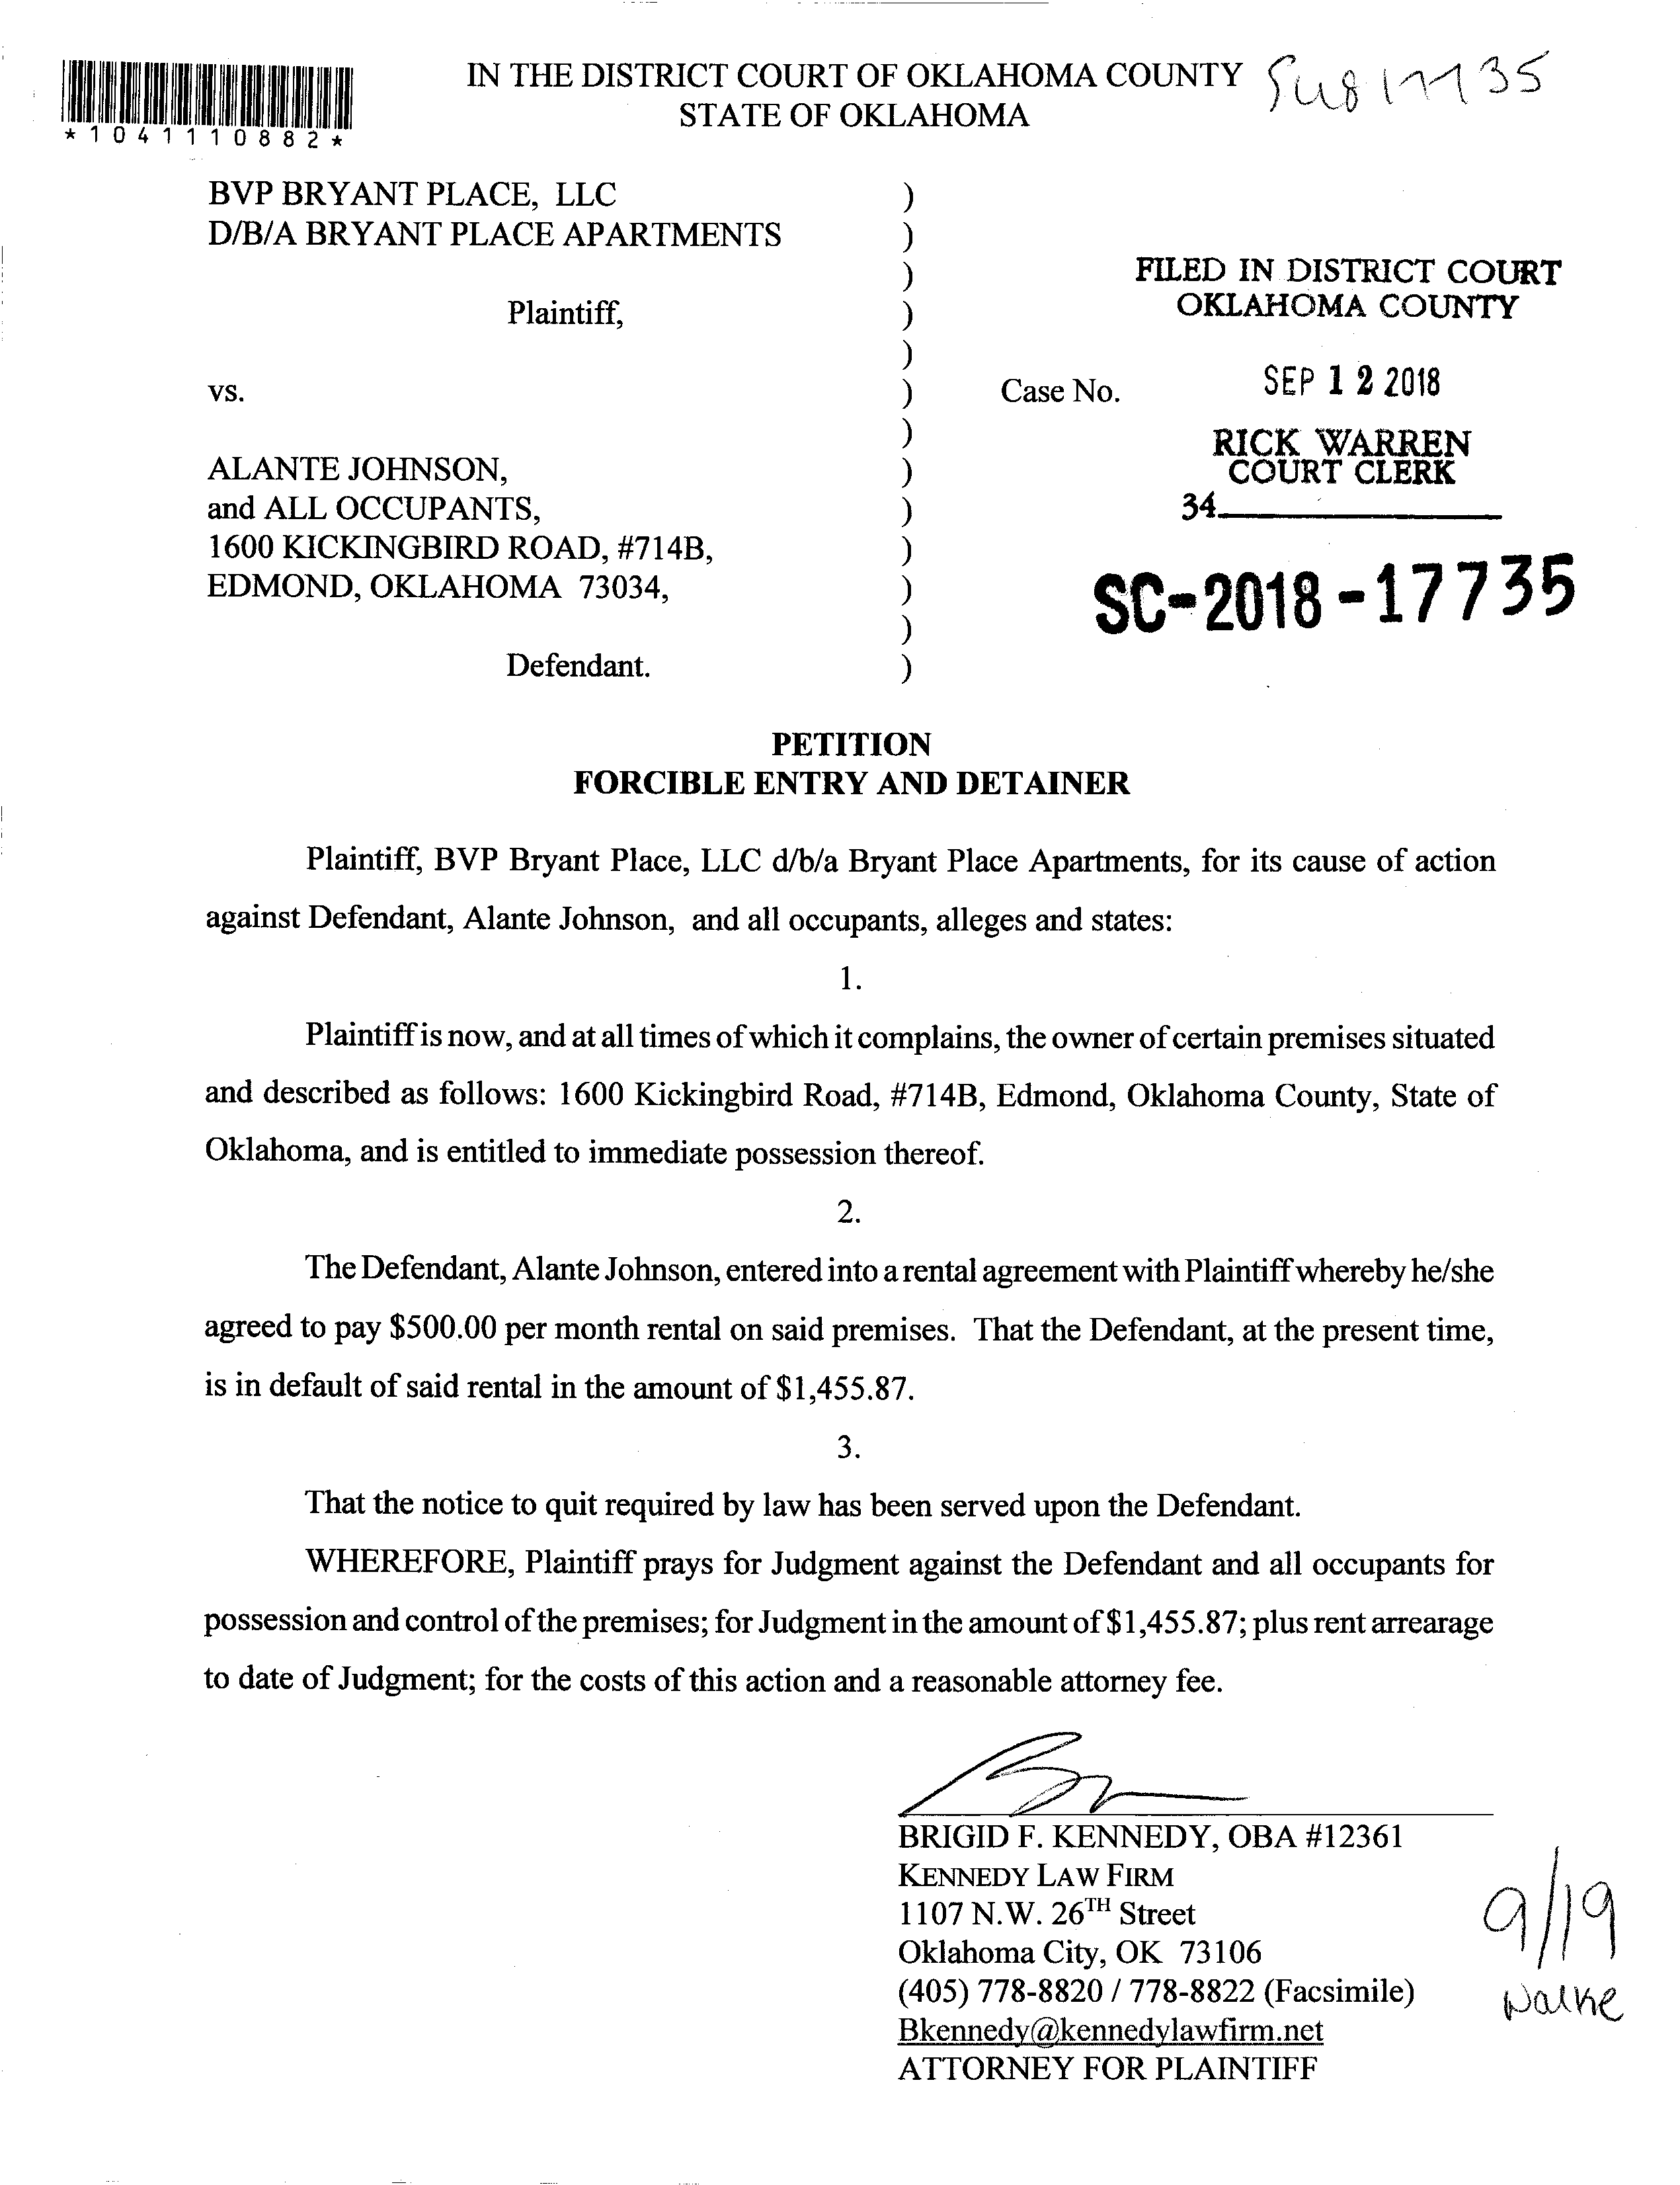 IN THE DISTRICT COURT OF OKLAHOMA COUNTY
STATE OF OKLAHOMA
*1041110882*
BVP BRYANT PLACE, LLC )
D/B/A BRYANT PLACE APARTMENTS )
)
FILED IN DISTRICT COURT
OKLAHOMA COUNTY
Plaintiff, )
)
vs. ) Case No. SEP 12 2018
)
RICK WARREN
COURT CLERK
ALANTE JOHNSON, )
and ALL OCCUPANTS, ) 34
1600 KICKINGBIRD ROAD, #714B, )
EDMOND, OKLAHOMA 73034, ) SC-2018-17735
)
Defendant. )
PETITION
FORCIBLE ENTRY AND DETAINER
Plaintiff, BVP Bryant Place, LLC d/b/a Bryant Place Apartments, for its cause of action
against Defendant, Alante Johnson, and all occupants, alleges and states:
1.
Plaintiff is now, and at all times of which it complains, the owner of certain premises situated
and described as follows: 1600 Kickingbird Road, #714B, Edmond, Oklahoma County, State of
Oklahoma, and is entitled to immediate possession thereof.
2.
The Defendant, Alante Johnson, entered into a rental agreement with Plaintiff whereby he/she
agreed to pay $500.00 per month rental on said premises. That the Defendant, at the present time,
is in default of said rental in the amount of $1,455.87.
3.
That the notice to quit required by law has been served upon the Defendant.
WHEREFORE, Plaintiff prays for Judgment against the Defendant and all occupants for
possession and control of the premises; for Judgment in the amount of $1,455.87; plus rent arrearage
to date of Judgment; for the costs of this action and a reasonable attorney fee.
BRIGID F. KENNEDY, OBA #12361
KENNEDY LAW FIRM
1107 N.W. 26TH Street
Oklahoma City, OK 73106
(405) 778-8820 / 778-8822 (Facsimile)
Bkennedy@kennedylawfirm.net
ATTORNEY FOR PLAINTIFF
9/19
Walke